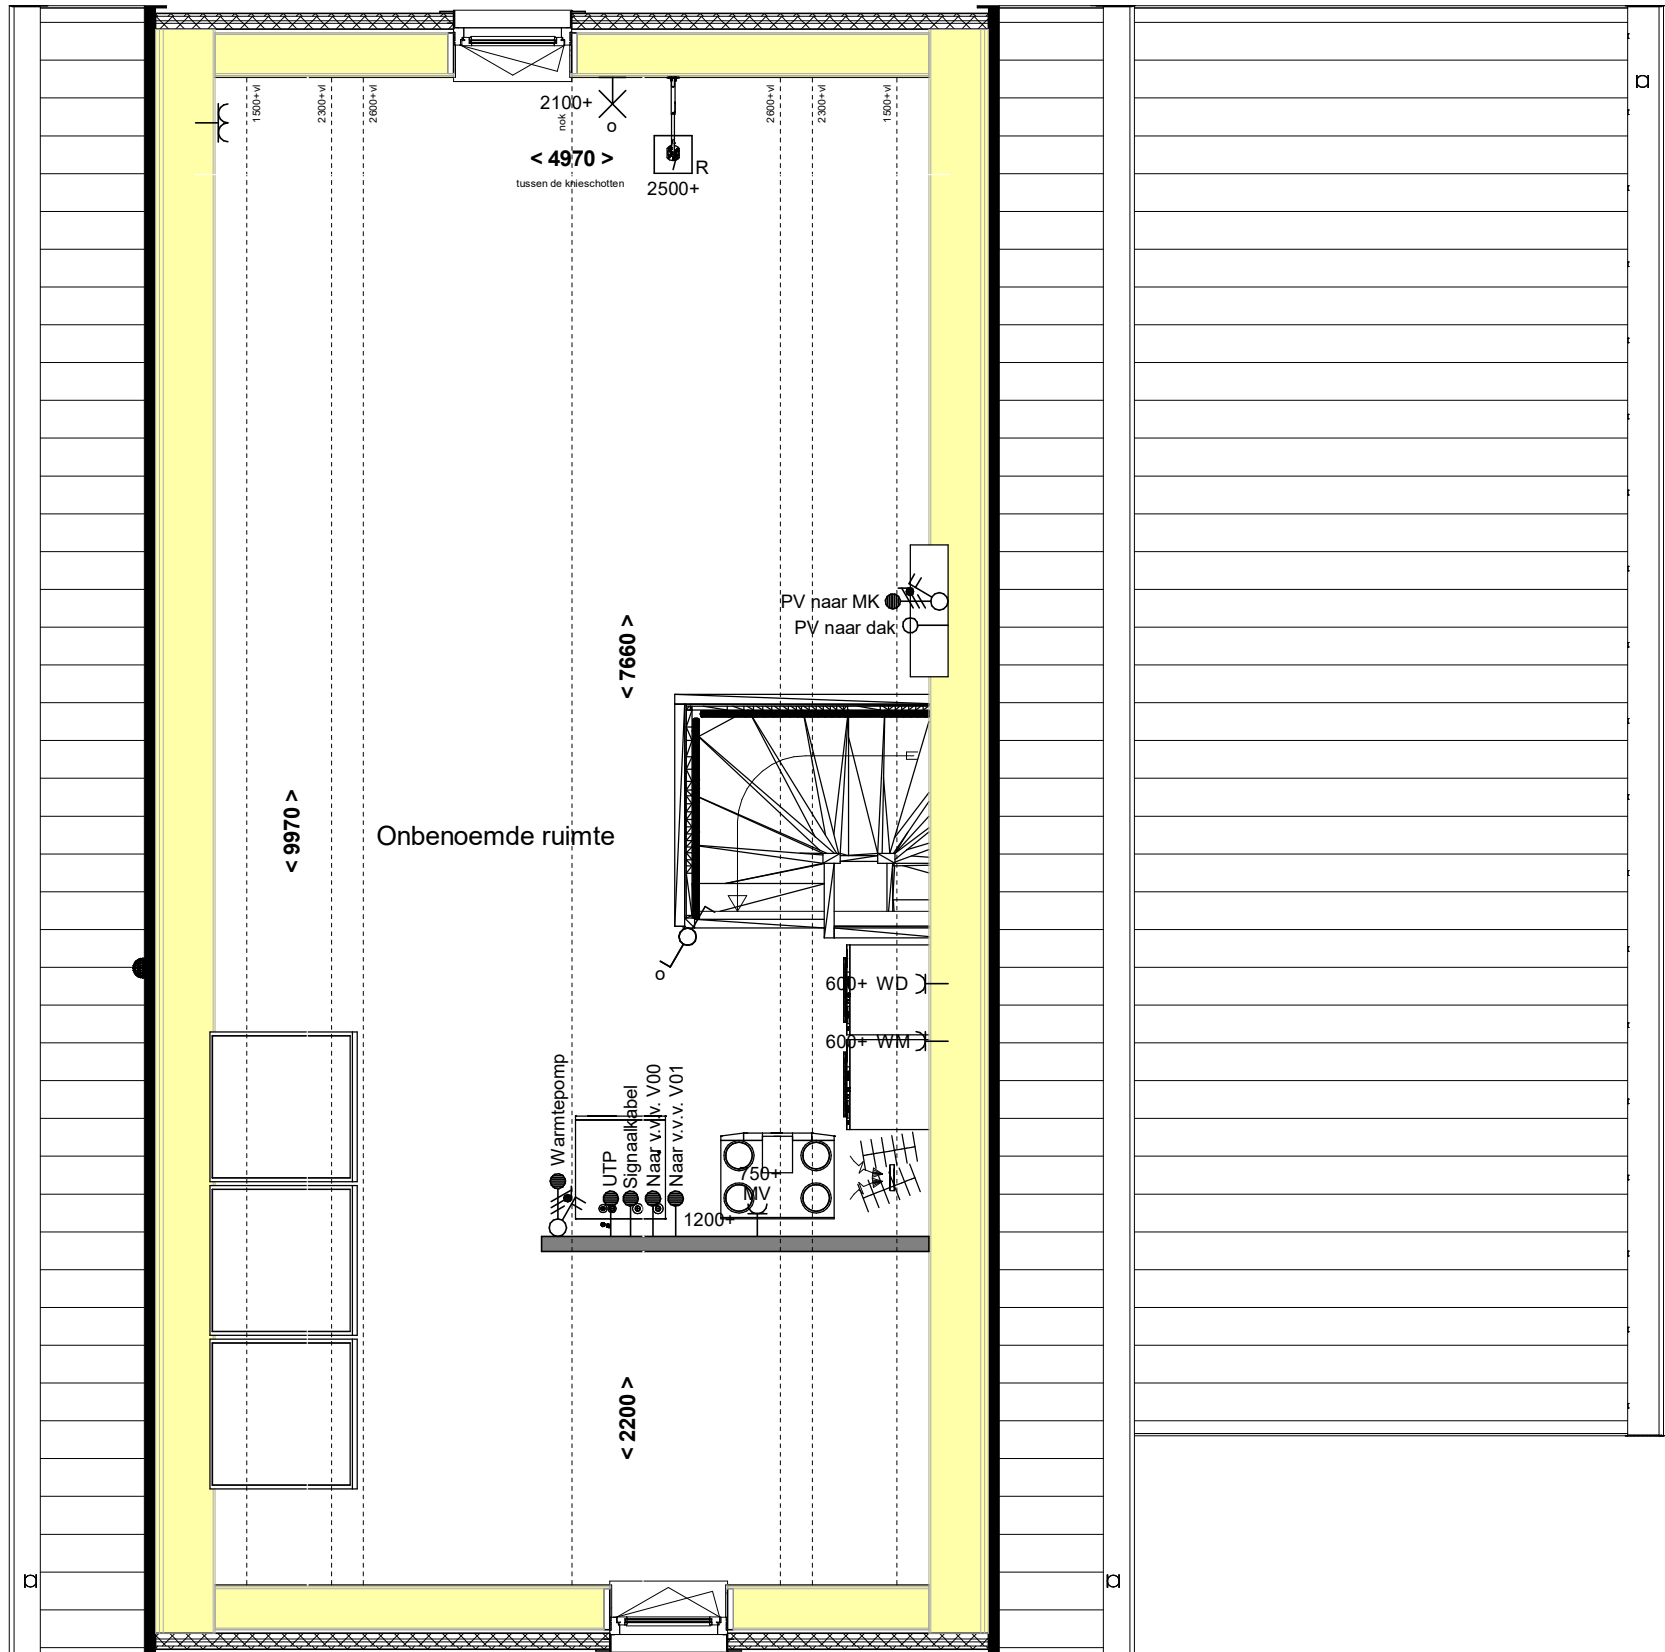 1500+vl
2300+vl
2600+vl
2100+
nok
o
< 4970 >
tussen de knieschotten
R
2500+
2600+vl
2300+vl
1500+vl
PV naar MK
PV naar dak
< 7660 >
< 9970 >
Onbenoemde ruimte
o
600+ WD
600+ WM
Warmtepomp
UTP
Signaalkabel
Naar v.v.v. V00
Naar v.v.v. V01
750+
MV
1200+
< 2200 >